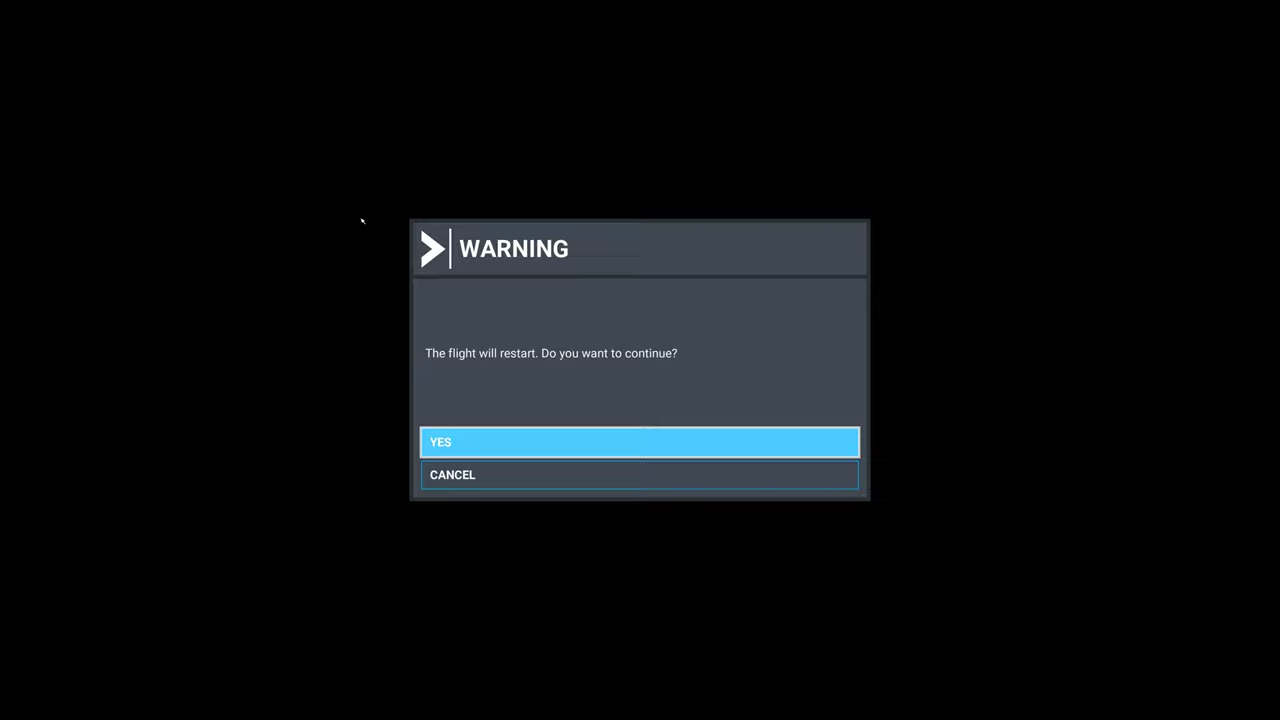 WARNING
The flight will restart. Do you want to continue?
YES
CANCEL